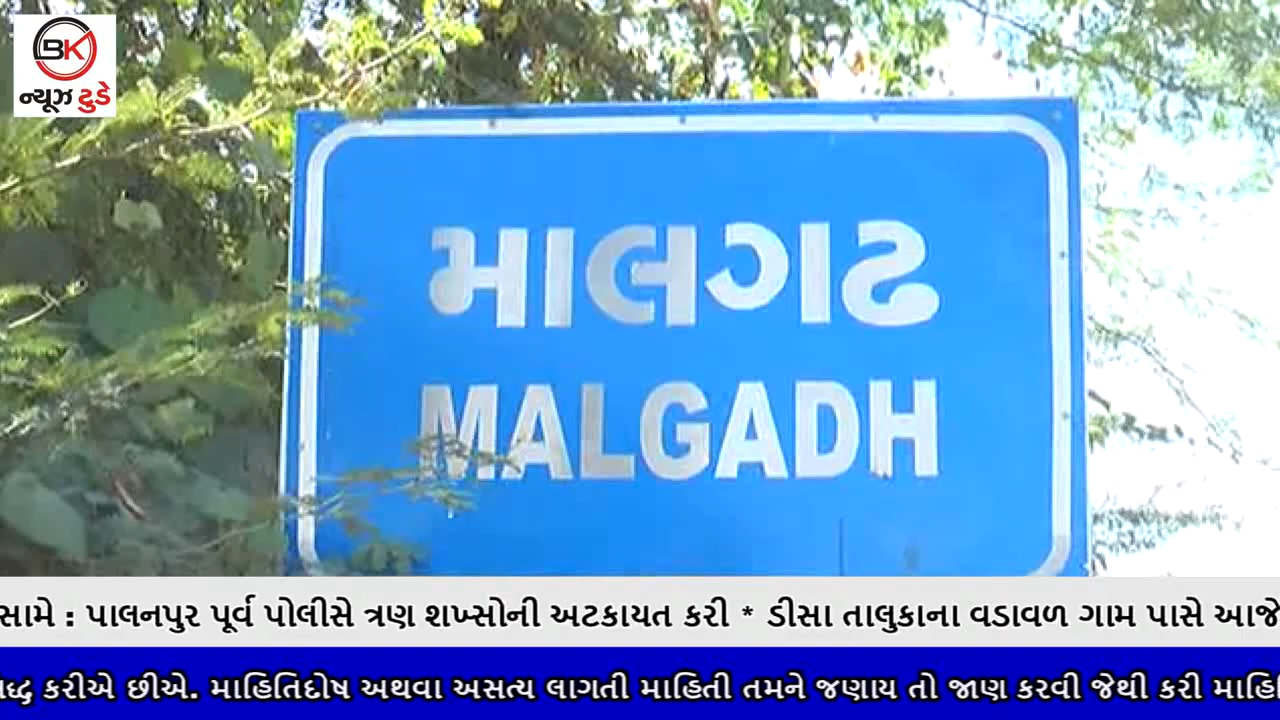 BK
ન્યૂઝ ટુડે
માલગઢ
MALGADH
સામે : પાલનપુર પૂર્વ પોલીસે ત્રણ શખ્સોની અટકાયત કરી * ડીસા તાલુકાના વડાવળ ગામ પાસે આજે
કરીએ છીએ. માહિતિદોષ અથવા અસત્ય લાગતી માહિતી તમને જણાય તો જાણ કરવી જેથી કરી